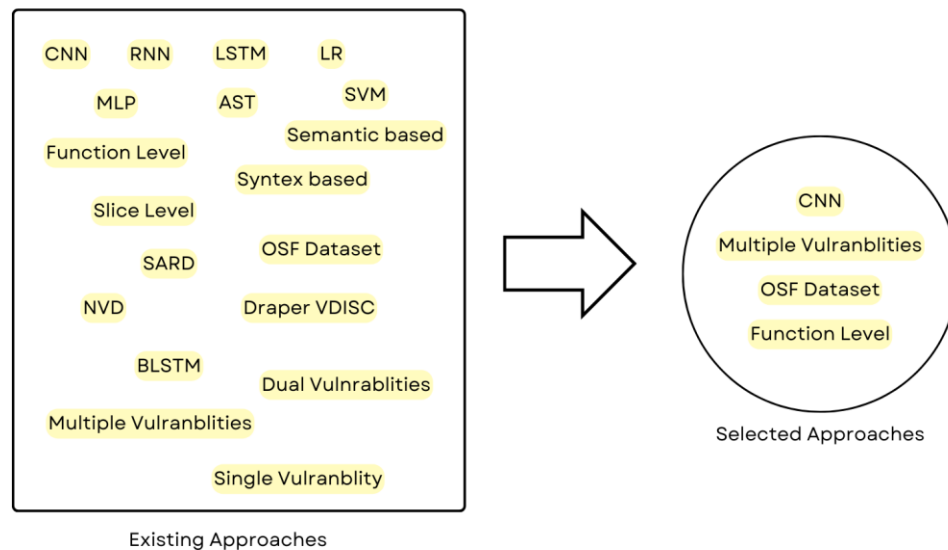 CNN
RNN
LSTM
LR
MLP
AST
SVM
Semantic based
Function Level
Syntex based
Slice Level
OSF Dataset
SARD
NVD
Draper VDISC
BLSTM
Dual Vulnrablities
Multiple Vulranblities
Single Vulranblity
Existing Approaches
CNN
Multiple Vulranblities
OSF Dataset
Function Level
Selected Approaches